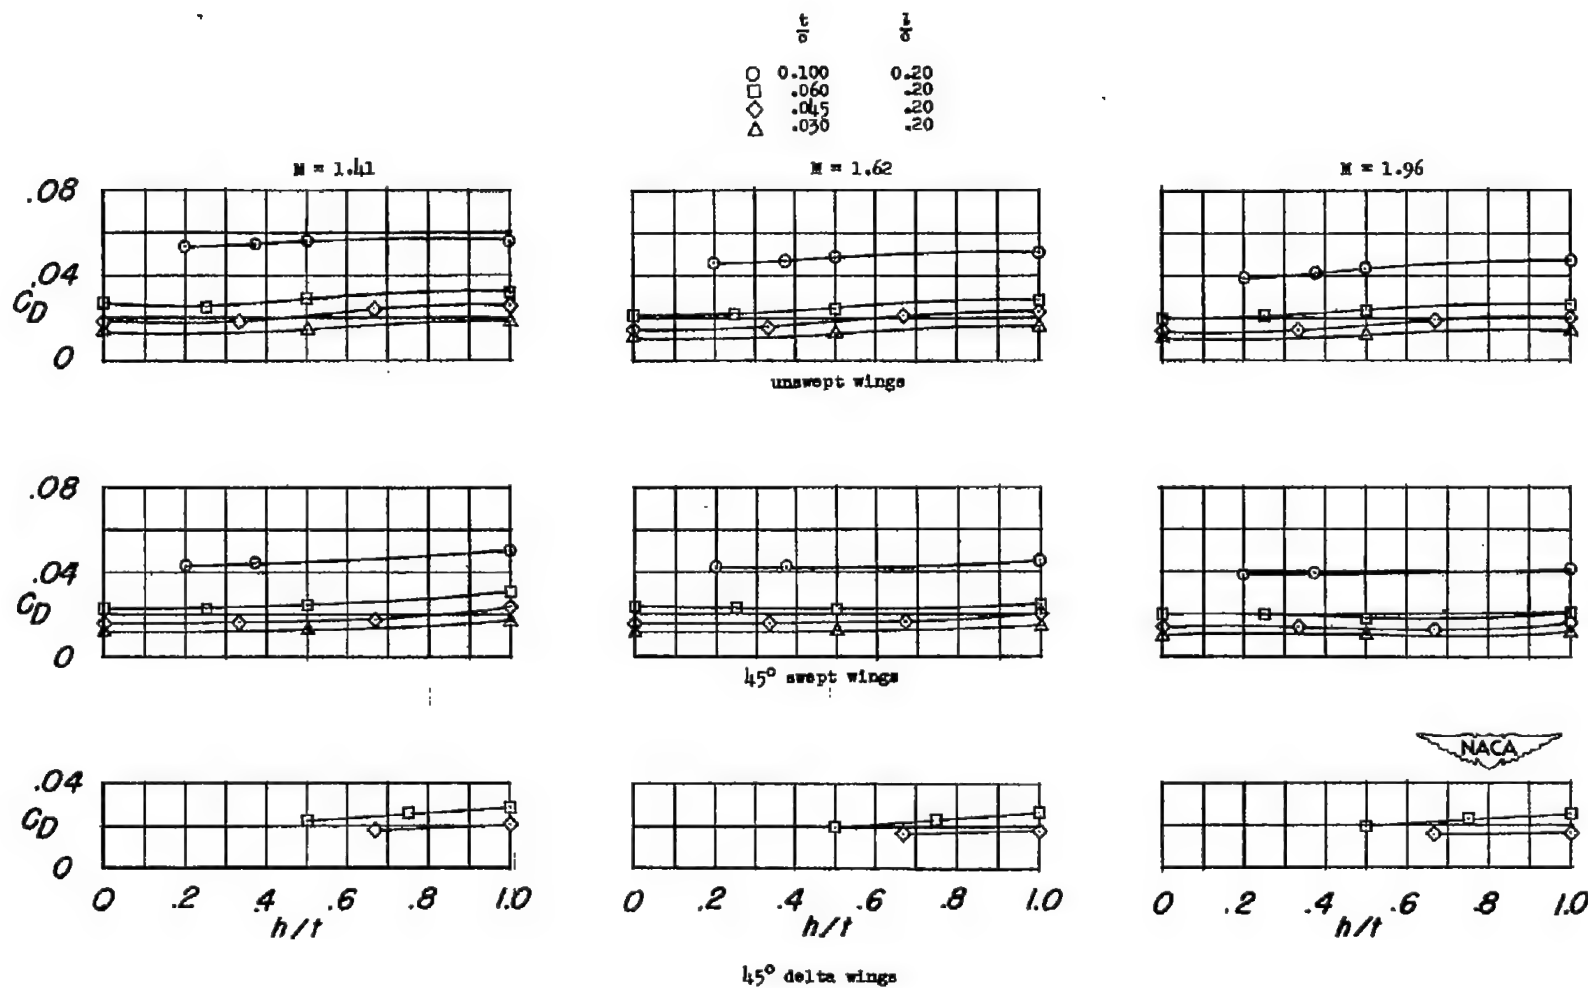 t/c l/c
0.100 0.20
.060 .20
.045 .20
.030 .20
M = 1.41 M = 1.62 M = 1.96
.08
.04
C_D
0
unswept wings
.08
.04
C_D
0
45° swept wings
NACA
.04
C_D
0
0 .2 .4 .6 .8 1.0 0 .2 .4 .6 .8 1.0 0 .2 .4 .6 .8 1.0
h/t h/t h/t
45° delta wings